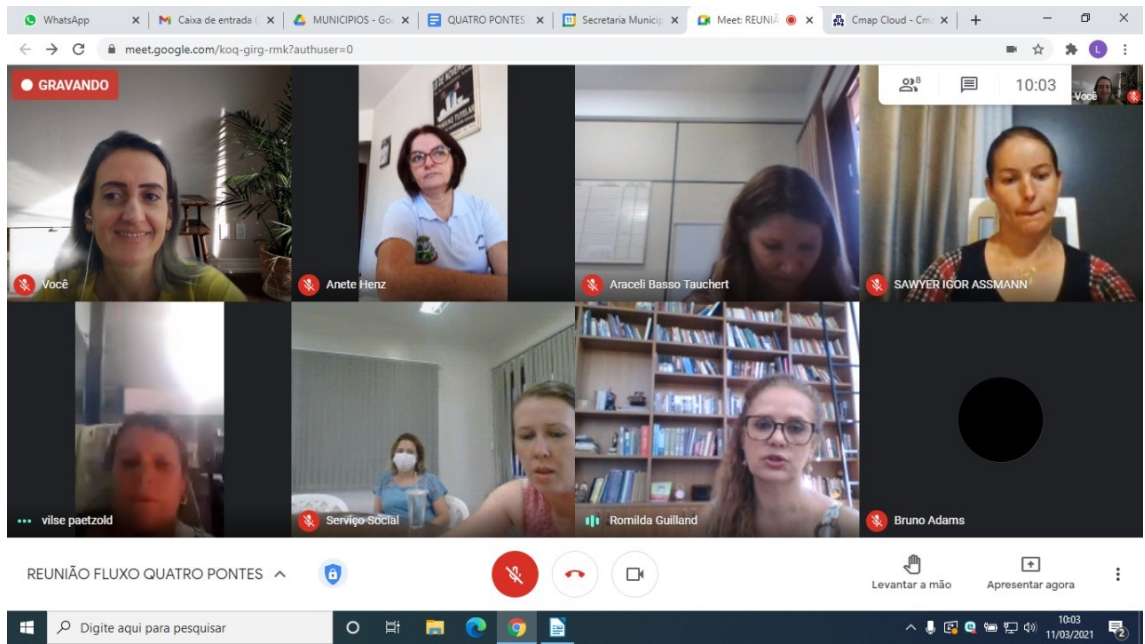 WhatsApp
Caixa de entrada (
MUNICIPIOS - Goo
QUATRO PONTES
Secretaria Municip
Meet: REUNIÃ
Cmap Cloud - Cm
meet.google.com/koq-girg-rmk?authuser=0
L
GRAVANDO
8
10:03
Você
Você
Anete Henz
Araceli Basso Tauchert
SAWYER IGOR ASSMANN
vilse paetzold
Serviço Social
Romilda Guilland
Bruno Adams
REUNIÃO FLUXO QUATRO PONTES
Levantar a mão
Apresentar agora
Digite aqui para pesquisar
10:03
11/03/2021
2